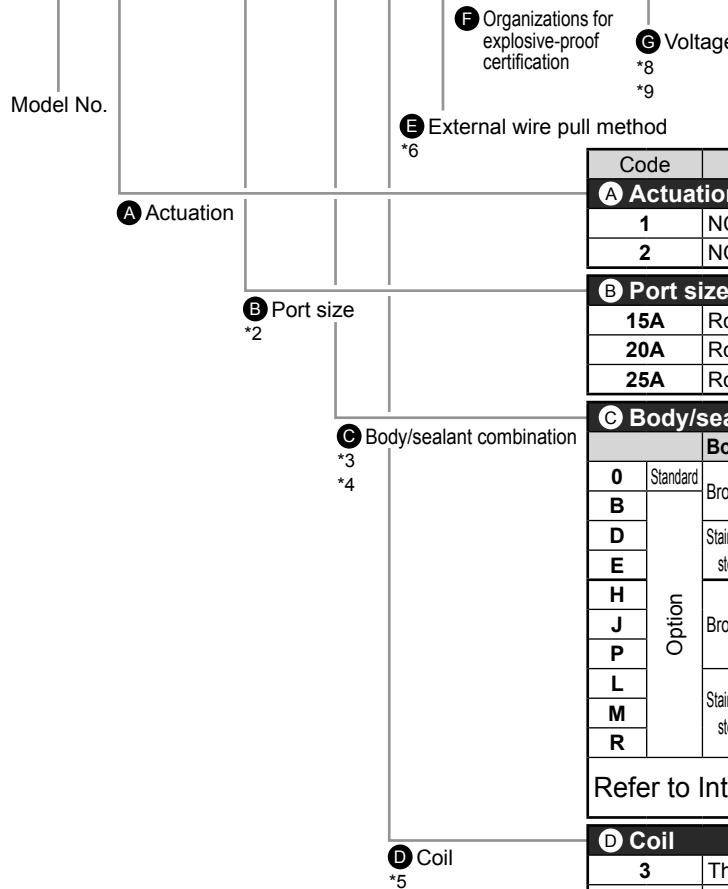 F Organizations for
explosive-proof
certification
G Voltage
*8
*9
Model No.
E External wire pull method
*6
A Actuation
B Port size
*2
C Body/sealant combination
*3
*4
D Coil
*5
Code
A Actuation
1
2
B Port size
15A
20A
25A
C Body/sea
0 Standard
B
D
E
H
J
P
L
M
R
Option
Refer to Int
D Coil
3